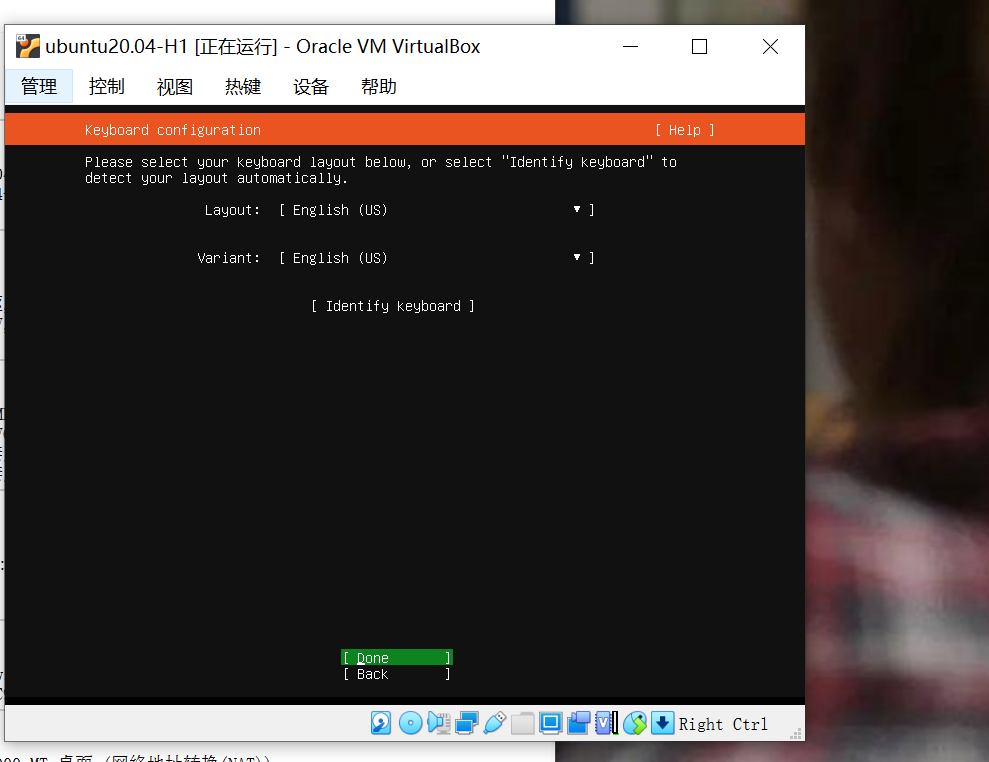 ubuntu20.04-H1 [正在运行] - Oracle VM VirtualBox
管理 控制 视图 热键 设备 帮助
Keyboard configuration [ Help ]
Please select your keyboard layout below, or select "Identify keyboard" to
detect your layout automatically.
Layout: [ English (US) ▾ ]
Variant: [ English (US) ▾ ]
[ Identify keyboard ]
[ Done ]
[ Back ]
Right Ctrl
MT 桌面 (网络地址转换(NAT))